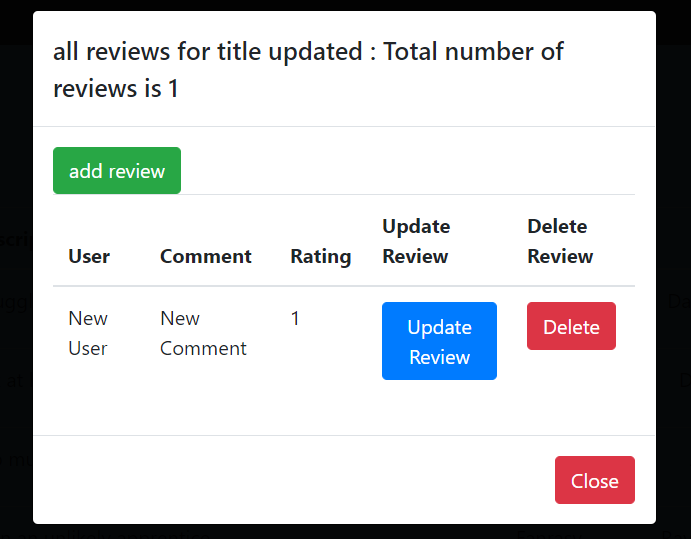 all reviews for title updated : Total number of
reviews is 1
add review
User Comment Rating Update Review Delete Review
New User New Comment 1 Update Review Delete
Close